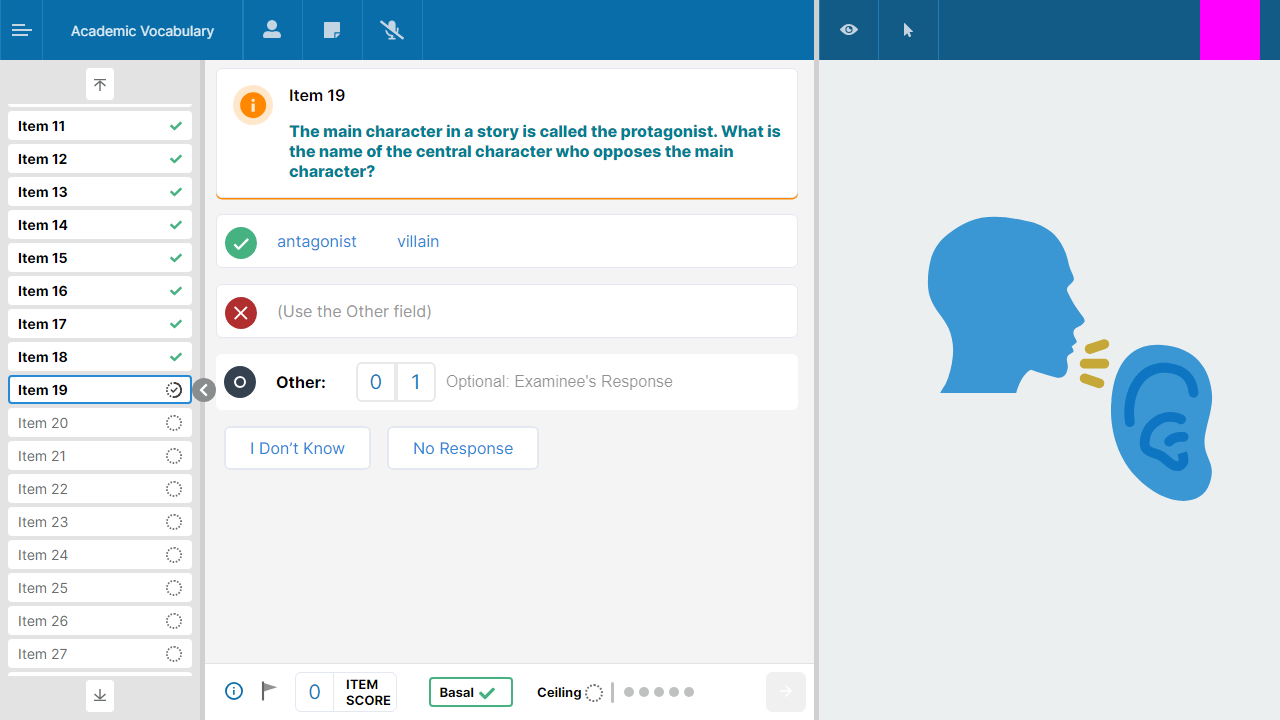 Academic Vocabulary
Item 11
Item 12
Item 13
Item 14
Item 15
Item 16
Item 17
Item 18
Item 19
Item 20
Item 21
Item 22
Item 23
Item 24
Item 25
Item 26
Item 27
Item 19
The main character in a story is called the protagonist. What is
the name of the central character who opposes the main
character?
antagonist villain
(Use the Other field)
Other: 0 1 Optional: Examinee's Response
I Don’t Know No Response
0 ITEM
SCORE
Basal Ceiling